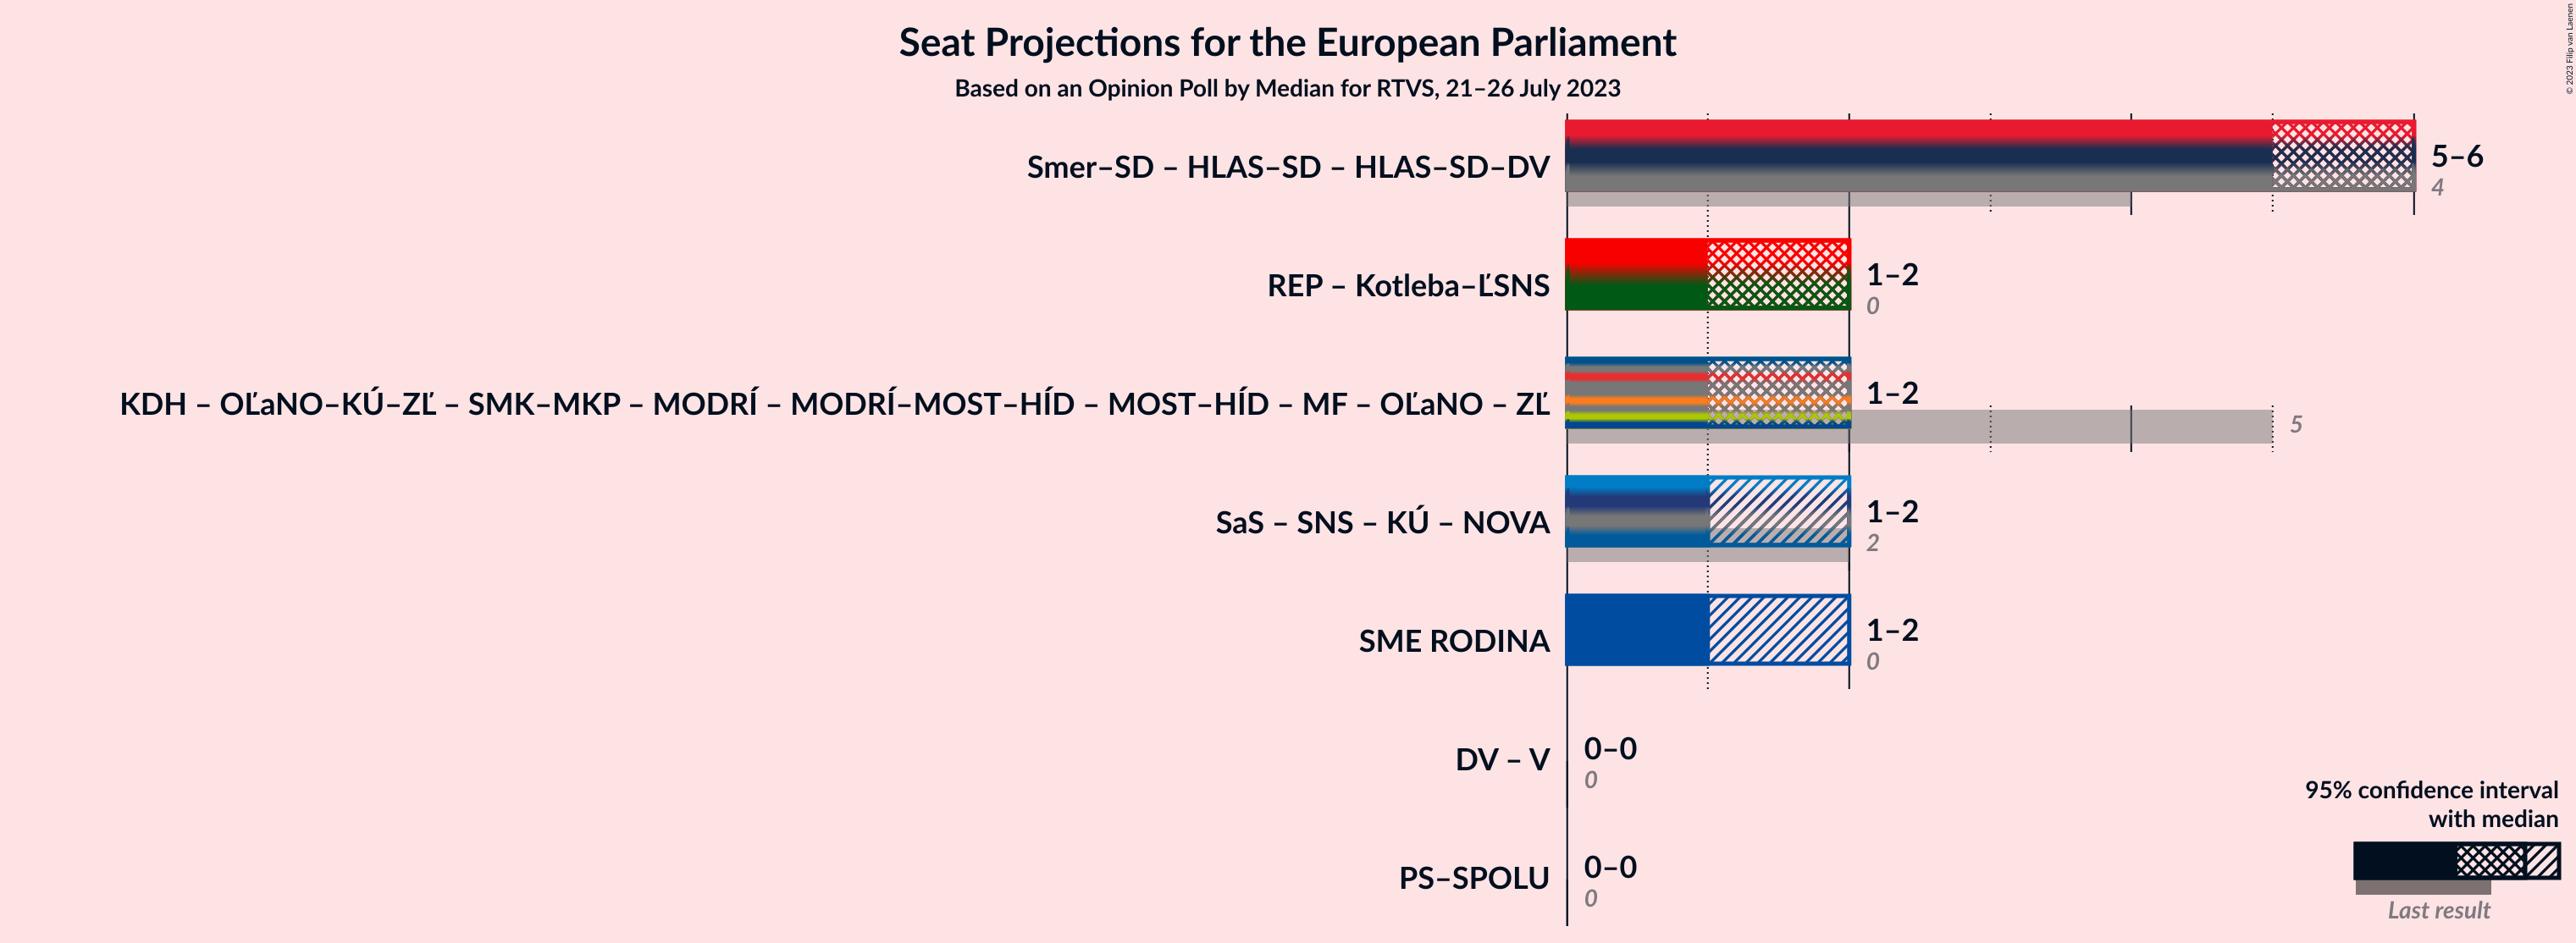 Seat Projections for the European Parliament
Based on an Opinion Poll by Median for RTVS, 21–26 July 2023
© 2023 Filip van Laenen
Smer–SD – HLAS–SD – HLAS–SD–DV
5–6
4
REP – Kotleba–ĽSNS
1–2
0
KDH – OĽaNO–KÚ–ZĽ – SMK–MKP – MODRÍ – MODRÍ–MOST–HÍD – MOST–HÍD – MF – OĽaNO – ZĽ
1–2
5
SaS – SNS – KÚ – NOVA
1–2
2
SME RODINA
1–2
0
DV – V
0–0
0
PS–SPOLU
0–0
0
95% confidence interval
with median
Last result